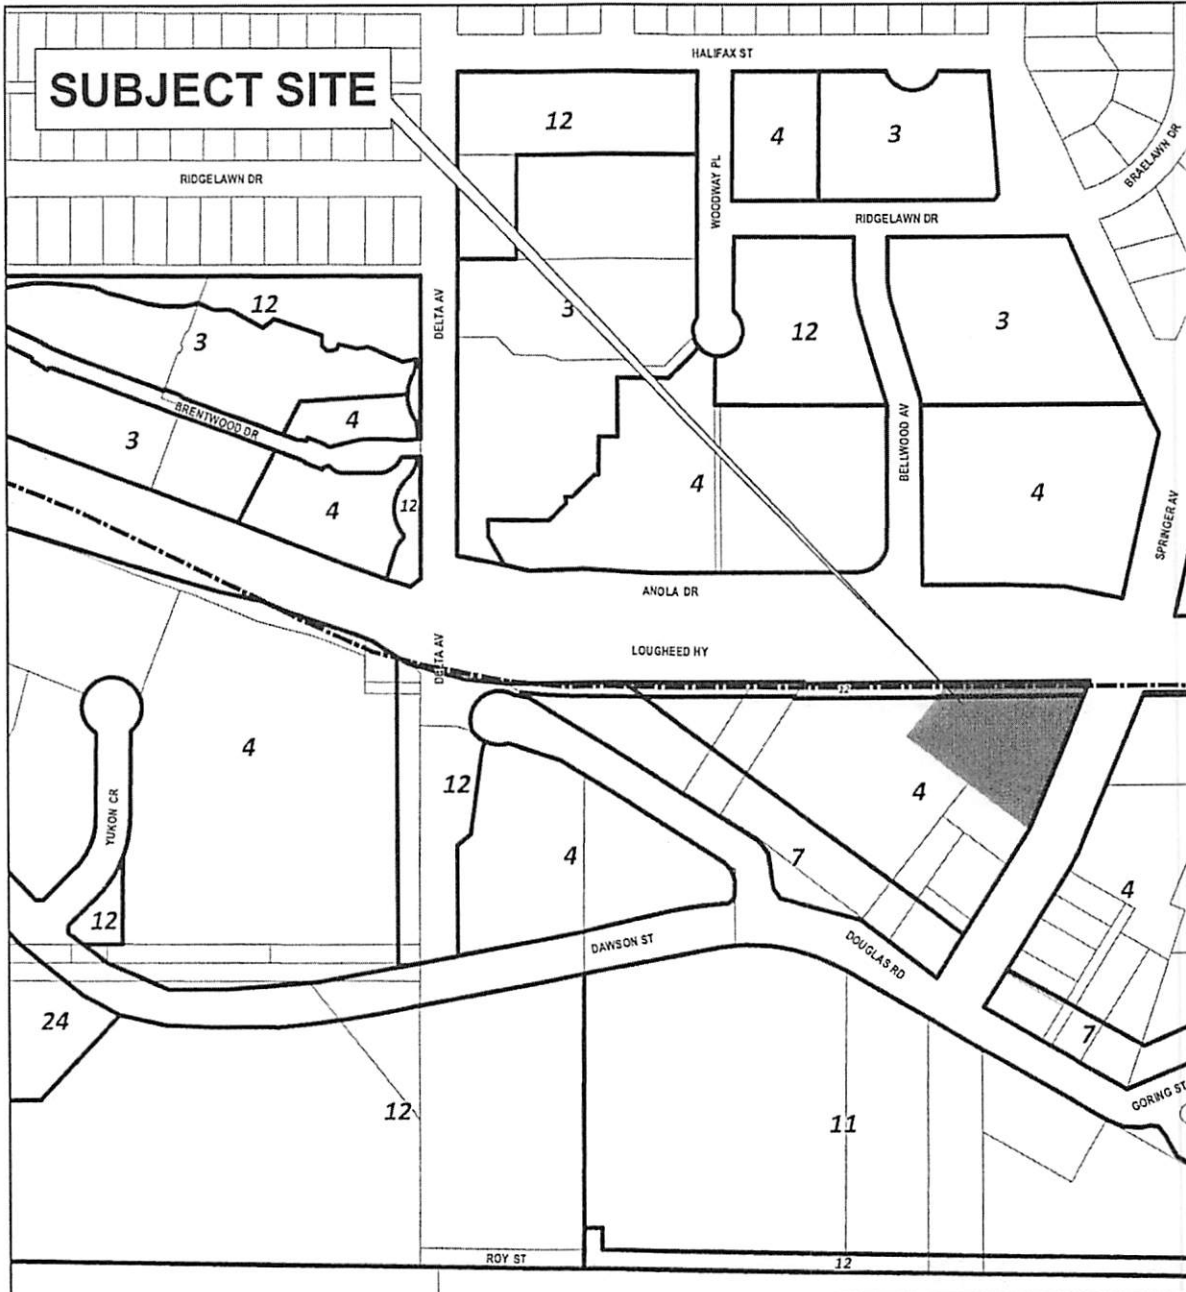 HALIFAX ST
SUBJECT SITE
12
4
3
BRAELAWN DR
RIDGELAWN DR
WOODWAY PL
RIDGELAWN DR
12
3
DELTA AV
3
12
3
3
BRENTWOOD DR
4
3
BELLWOOD AV
4
4
4
12
SPRINGER AV
ANOLA DR
LOUGHEED HY
DELTA AV
12
4
12
4
YUKON CR
4
7
4
12
DAWSON ST
DOUGLAS RD
24
7
GORING ST
12
11
ROY ST
12